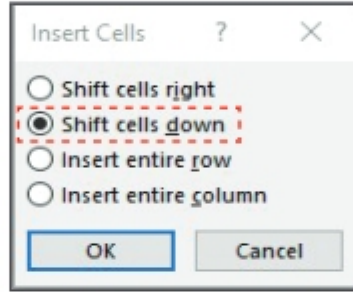 Insert Cells ?
Shift cells right
Shift cells down
Insert entire row
Insert entire column
OK Cancel